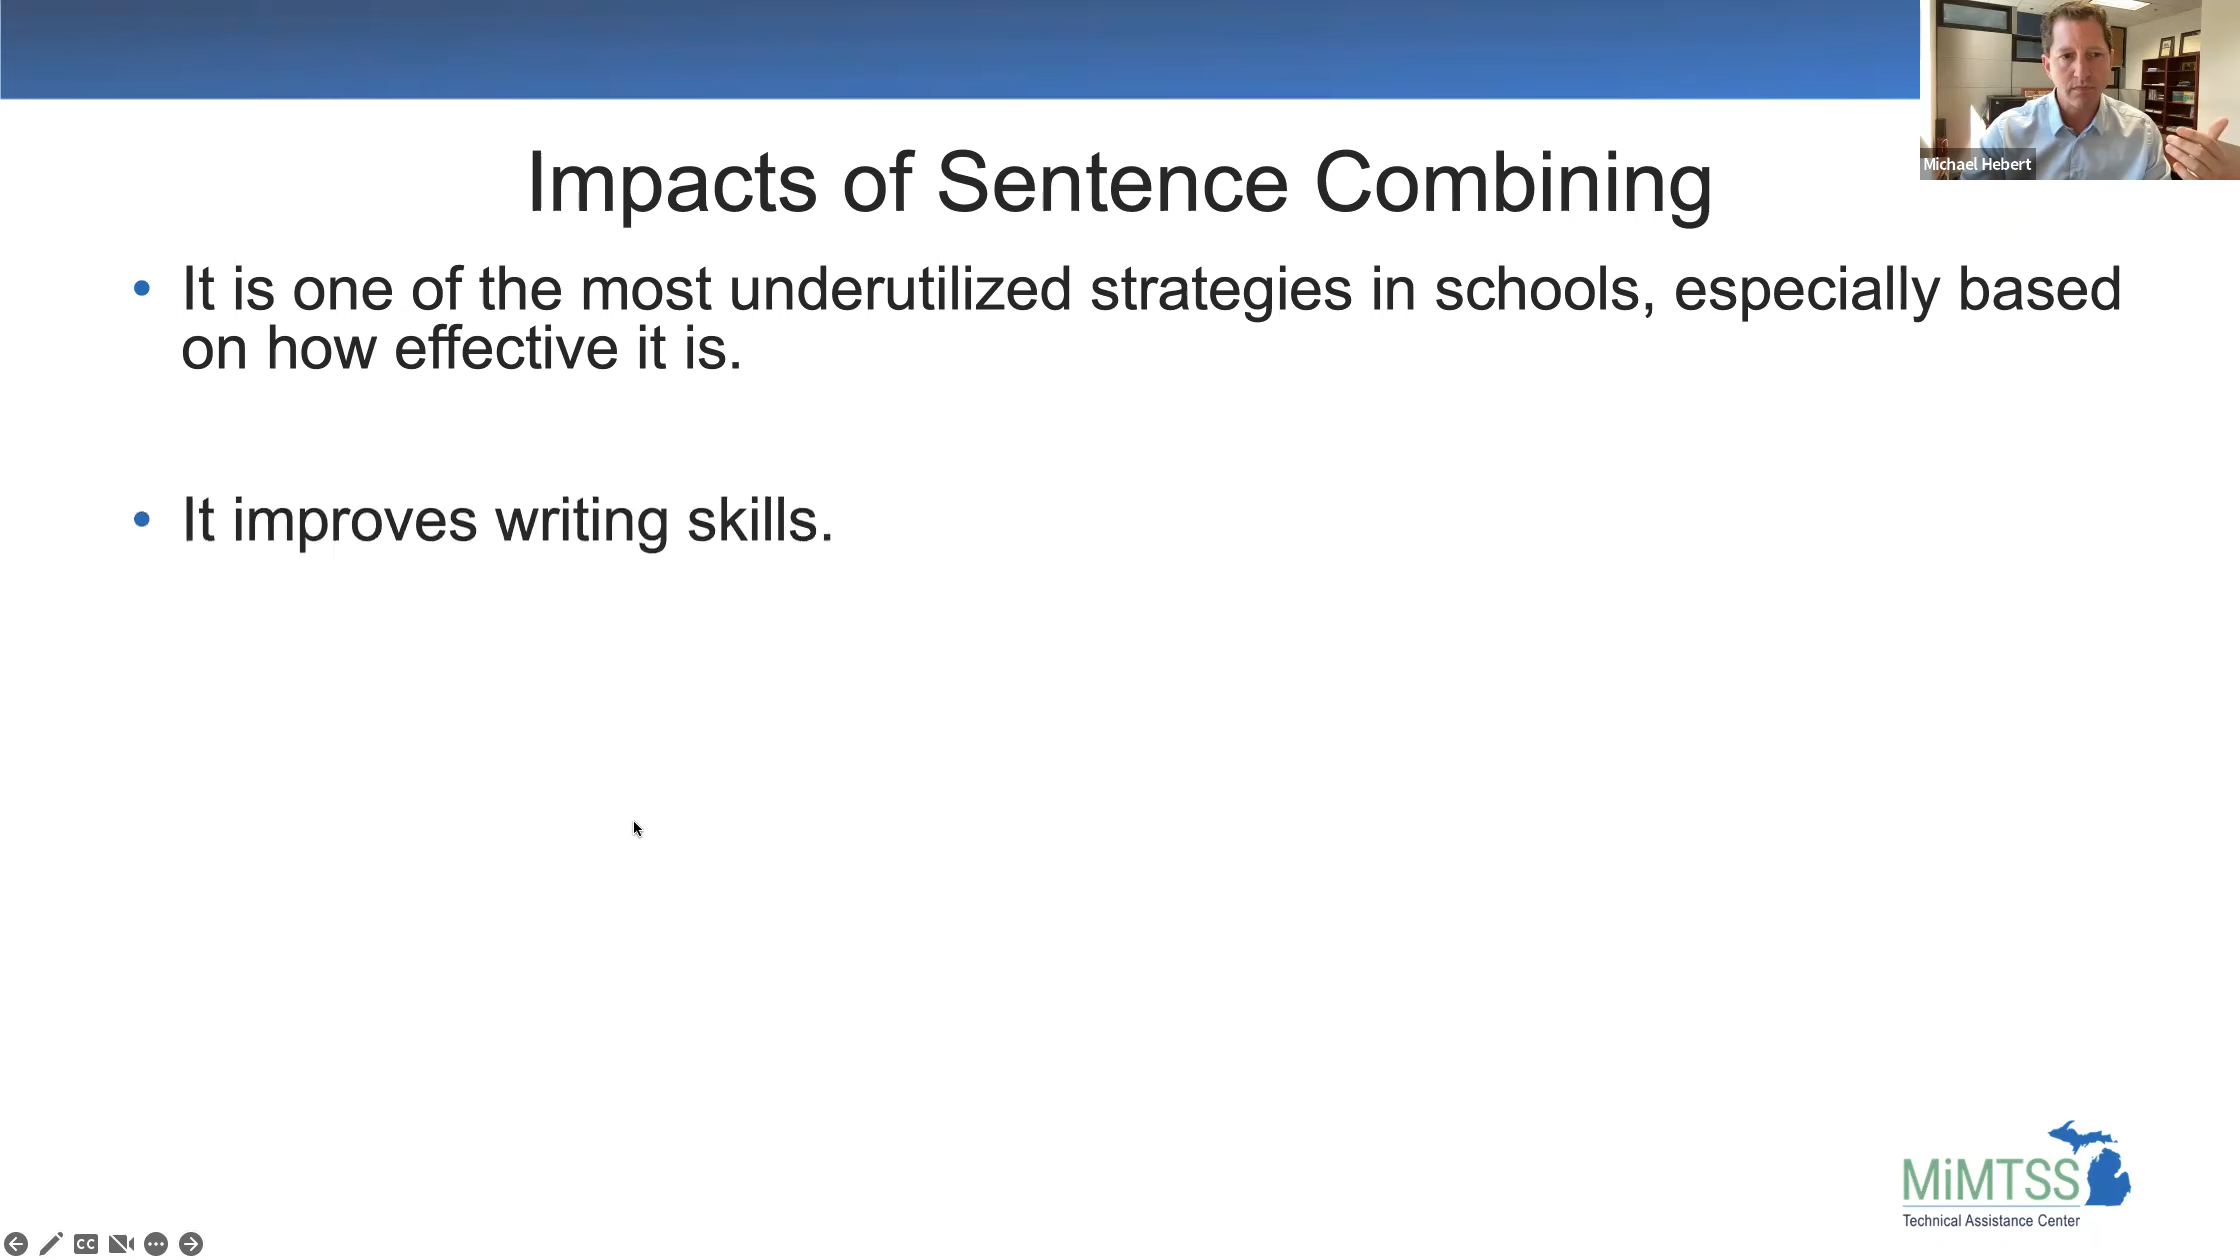 Michael Hebert
Impacts of Sentence Combining
• It is one of the most underutilized strategies in schools, especially based
on how effective it is.
• It improves writing skills.
MiMTSS
Technical Assistance Center
CC